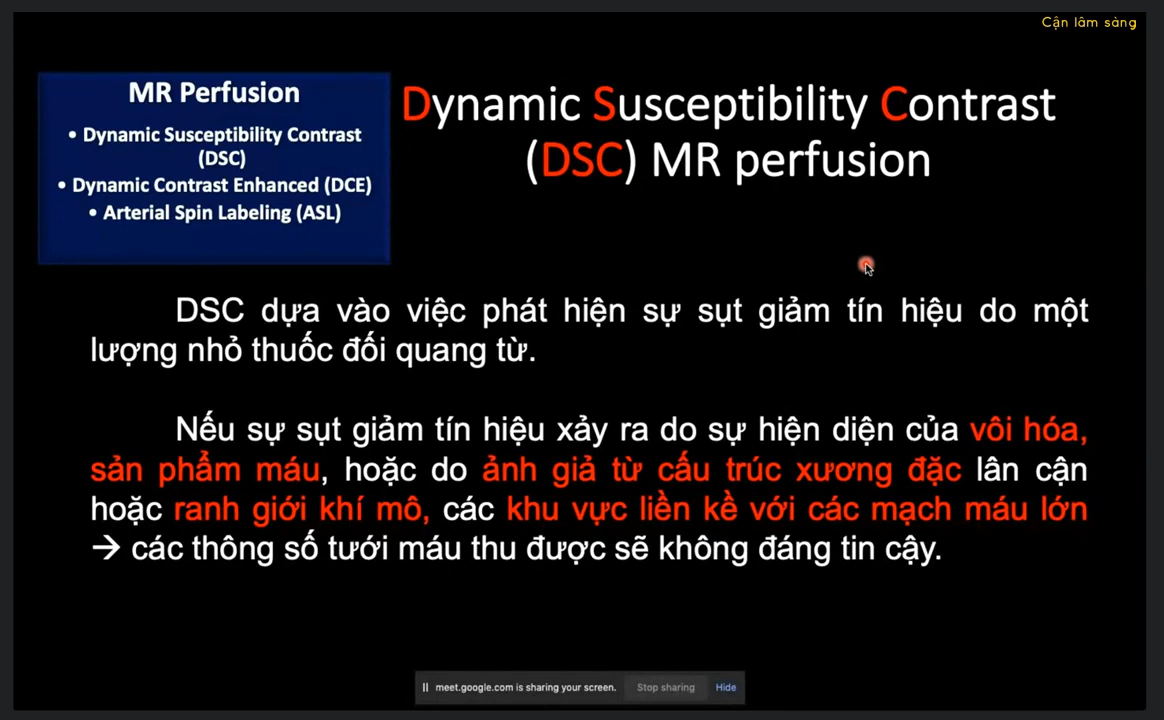 Cận lâm sàng
MR Perfusion
• Dynamic Susceptibility Contrast
(DSC)
• Dynamic Contrast Enhanced (DCE)
• Arterial Spin Labeling (ASL)
Dynamic Susceptibility Contrast
(DSC) MR perfusion
DSC dựa vào việc phát hiện sự sụt giảm tín hiệu do một
lượng nhỏ thuốc đối quang từ.
Nếu sự sụt giảm tín hiệu xảy ra do sự hiện diện của vôi hóa,
sản phẩm máu, hoặc do ảnh giả từ cấu trúc xương đặc lân cận
hoặc ranh giới khí mô, các khu vực liền kề với các mạch máu lớn
→ các thông số tưới máu thu được sẽ không đáng tin cậy.
meet.google.com is sharing your screen. Stop sharing Hide